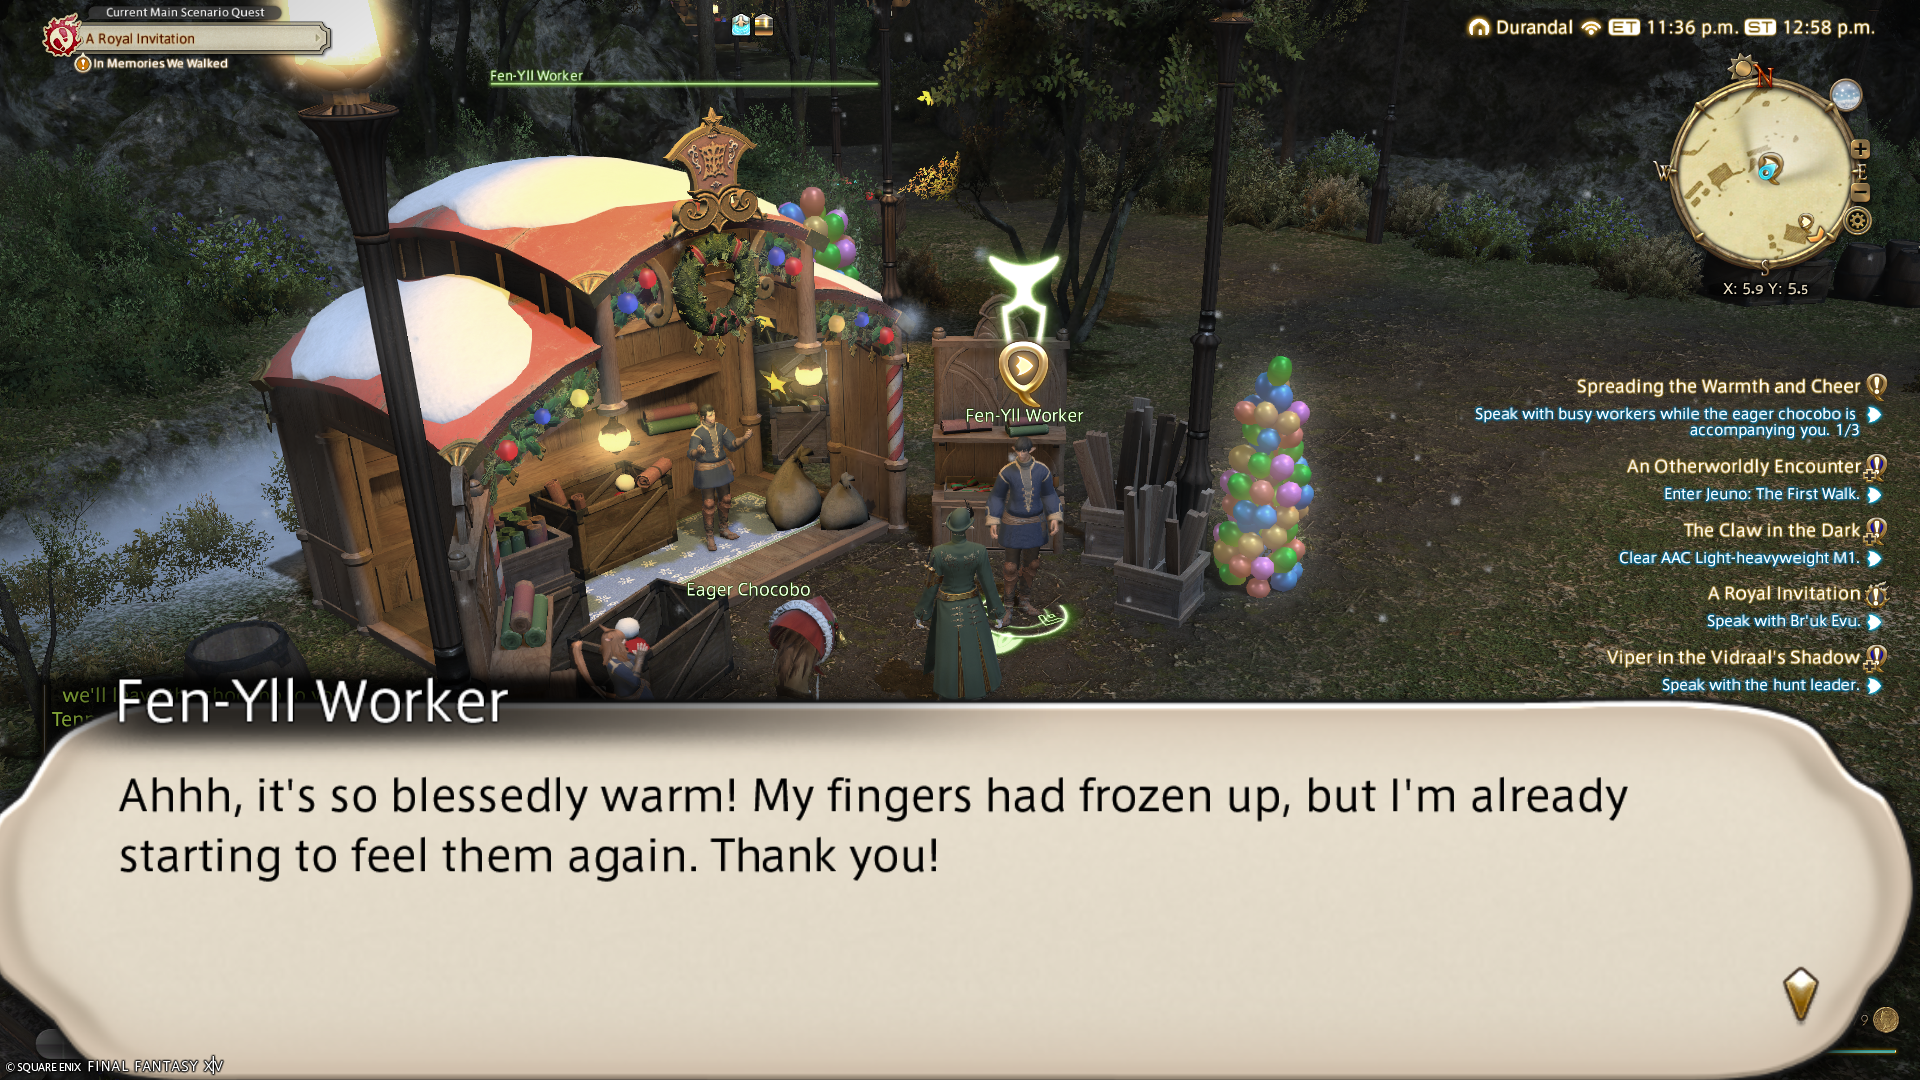 Current Main Scenario Quest
A Royal Invitation
In Memories We Walked
Fen-Yll Worker
Durandal ET 11:36 p.m. ST 12:58 p.m.
N
W
E
S
X: 5.9 Y: 5.5
Spreading the Warmth and Cheer
Speak with busy workers while the eager chocobo is
accompanying you. 1/3
An Otherworldly Encounter
Enter Jeuno: The First Walk.
The Claw in the Dark
Clear AAC Light-heavyweight M1.
A Royal Invitation
Speak with Br'uk Evu.
Viper in the Vidraal's Shadow
Speak with the hunt leader.
Fen-Yll Worker
Eager Chocobo
we'll
Fen-Yll Worker
Ahhh, it's so blessedly warm! My fingers had frozen up, but I'm already
starting to feel them again. Thank you!
9
© SQUARE ENIX FINAL FANTASY XIV